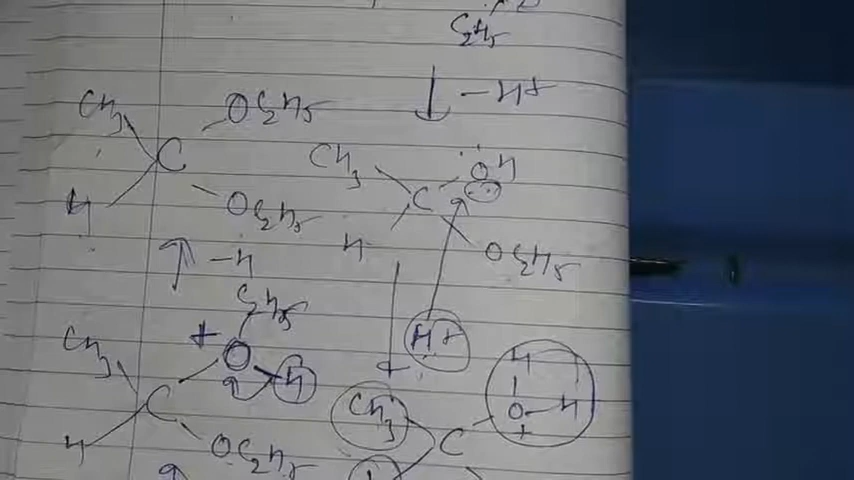 C₂H₅
- H+
CH₃
OC₂H₅
C
H
OC₂H₅
CH₃
OH
C
H
OC₂H₅
- H
C₂H₅
+
O
H
CH₃
C
H
OC₂H₅
H+
H
O - H
+
CH₃
C